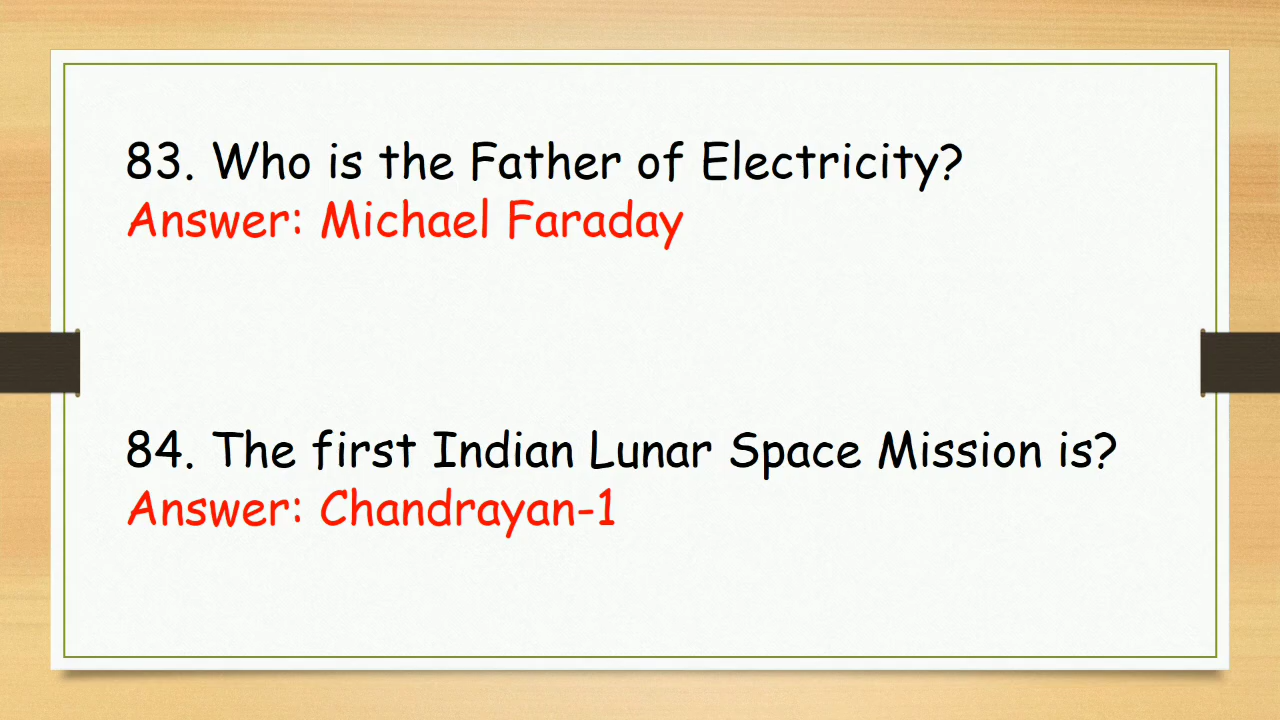 83. Who is the Father of Electricity?
Answer: Michael Faraday
84. The first Indian Lunar Space Mission is?
Answer: Chandrayan-1